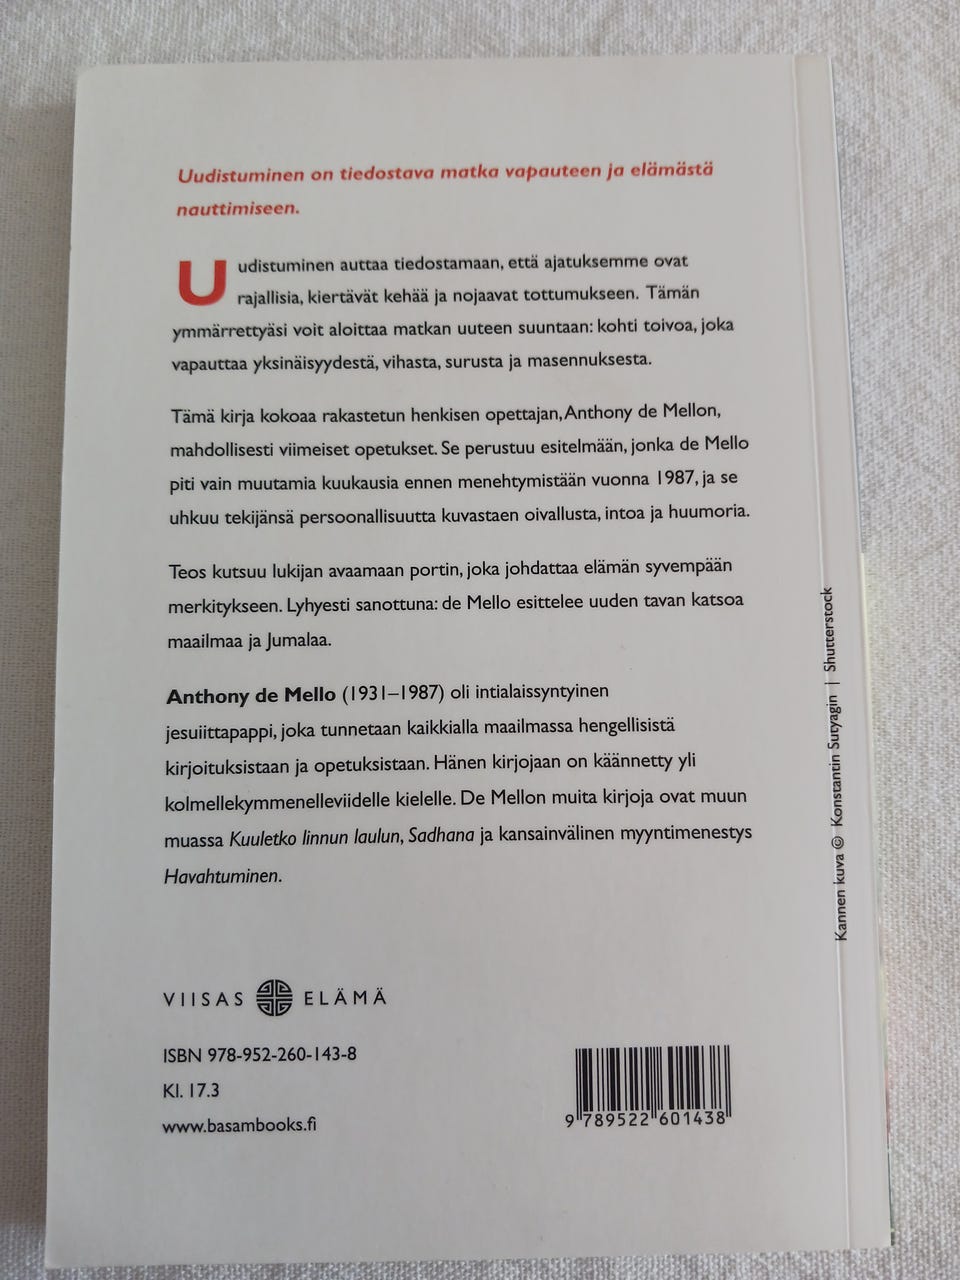 Uudistuminen on tiedostava matka vapauteen ja elämästä
nauttimiseen.
Uudistuminen auttaa tiedostamaan, että ajatuksemme ovat
rajallisia, kiertävät kehää ja nojaavat tottumukseen. Tämän
ymmärrettyäsi voit aloittaa matkan uuteen suuntaan: kohti toivoa, joka
vapauttaa yksinäisyydestä, vihasta, surusta ja masennuksesta.
Tämä kirja kokoaa rakastetun henkisen opettajan, Anthony de Mellon,
mahdollisesti viimeiset opetukset. Se perustuu esitelmään, jonka de Mello
piti vain muutamia kuukausia ennen menehtymistään vuonna 1987, ja se
uhkuu tekijänsä persoonallisuutta kuvastaen oivallusta, intoa ja huumoria.
Teos kutsuu lukijan avaamaan portin, joka johdattaa elämän syvempään
merkitykseen. Lyhyesti sanottuna: de Mello esittelee uuden tavan katsoa
maailmaa ja Jumalaa.
Anthony de Mello (1931–1987) oli intialaissyntyinen
jesuiittapappi, joka tunnetaan kaikkialla maailmassa hengellisistä
kirjoituksistaan ja opetuksistaan. Hänen kirjojaan on käännetty yli
kolmellekymmenelleviidelle kielelle. De Mellon muita kirjoja ovat muun
muassa Kuuletko linnun laulun, Sadhana ja kansainvälinen myyntimenestys
Havahtuminen.
VIISAS ELÄMÄ
ISBN 978-952-260-143-8
Kl. 17.3
www.basambooks.fi
9 789522 601438
Kannen kuva © Konstantin Sutyagin | Shutterstock